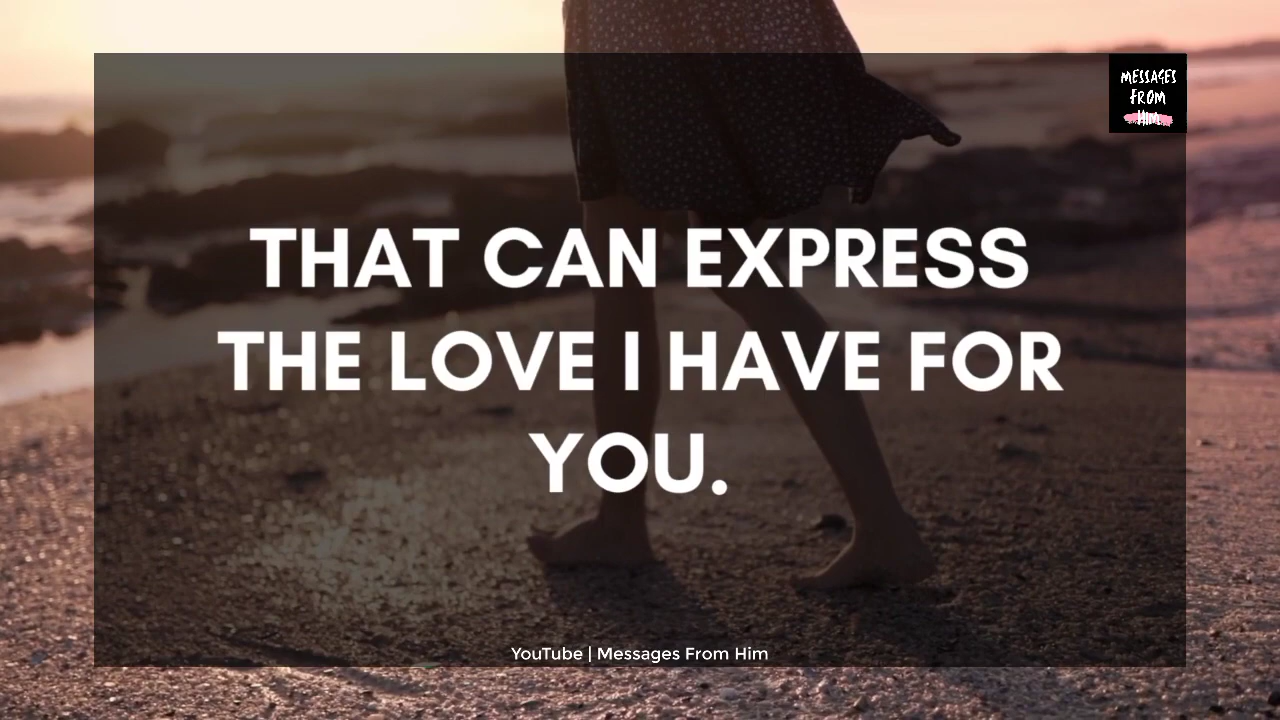 MESSAGES
FROM
HIM
THAT CAN EXPRESS
THE LOVE I HAVE FOR
YOU.
YouTube | Messages From Him